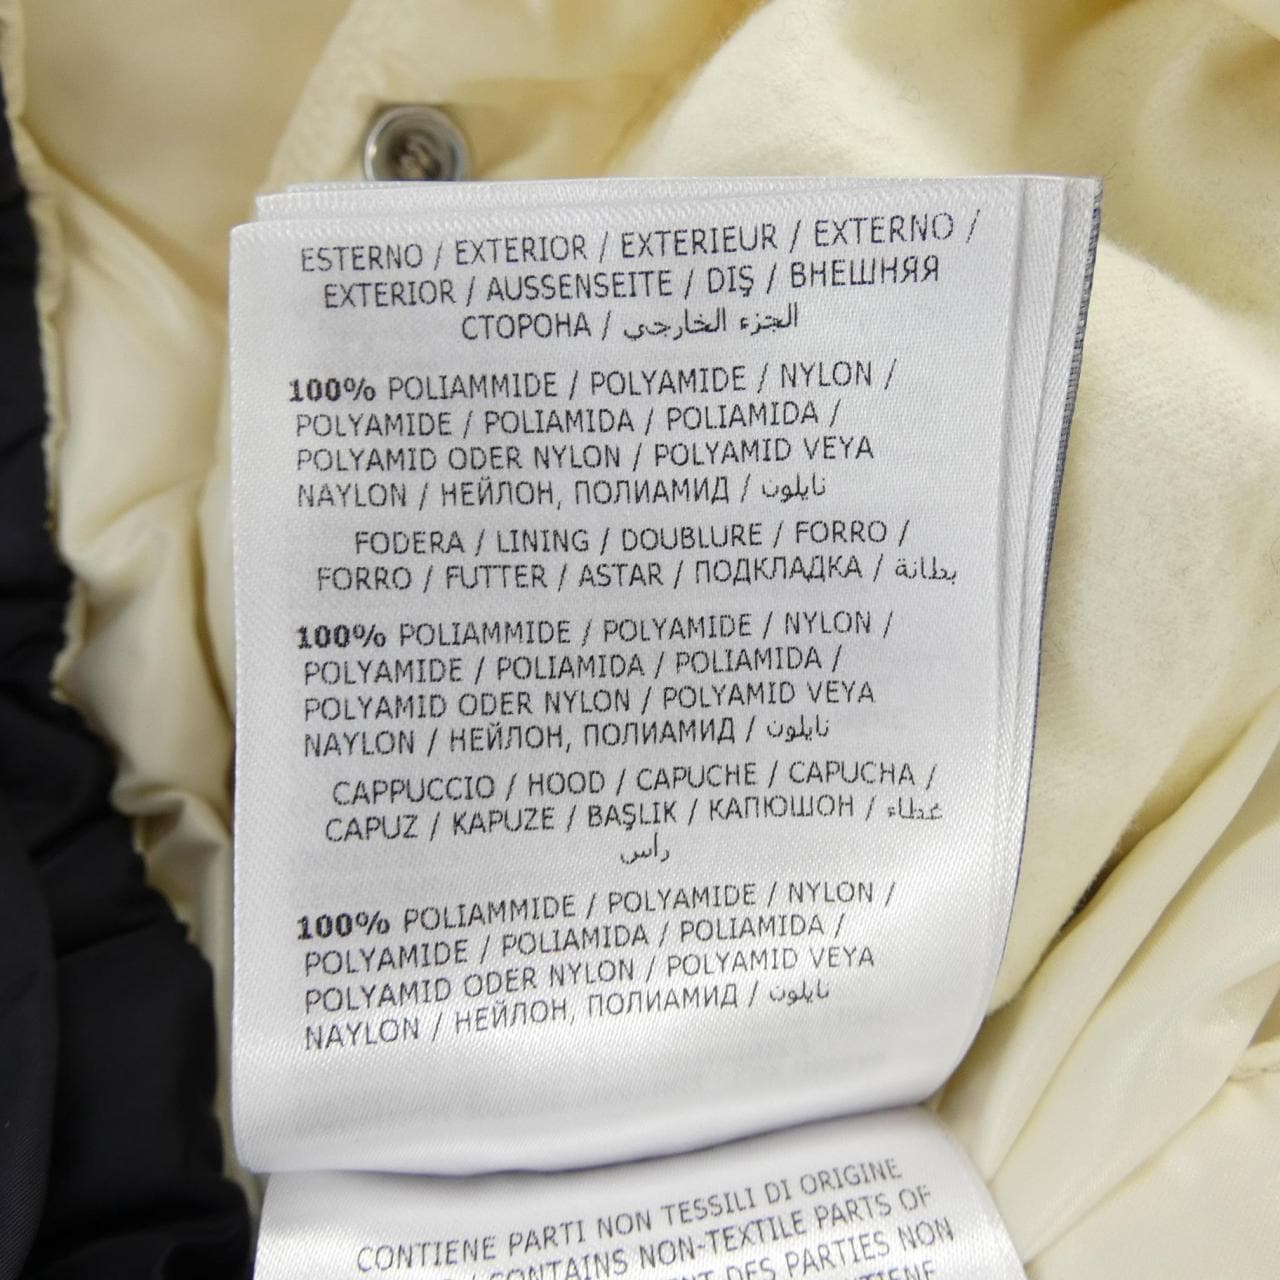 ESTERNO / EXTERIOR / EXTERIEUR / EXTERNO /
EXTERIOR / AUSSENSEITE / DIŞ / ВНЕШНЯЯ
СТОРОНА / الجزء الخارجي
100% POLIAMMIDE / POLYAMIDE / NYLON /
POLYAMIDE / POLIAMIDA / POLIAMIDA /
POLYAMID ODER NYLON / POLYAMID VEYA
NAYLON / НЕЙЛОН, ПОЛИАМИД / نايلون
FODERA / LINING / DOUBLURE / FORRO /
FORRO / FUTTER / ASTAR / ПОДКЛАДКА / بطانة
100% POLIAMMIDE / POLYAMIDE / NYLON /
POLYAMIDE / POLIAMIDA / POLIAMIDA /
POLYAMID ODER NYLON / POLYAMID VEYA
NAYLON / НЕЙЛОН, ПОЛИАМИД / نايلون
CAPPUCCIO / HOOD / CAPUCHE / CAPUCHA /
CAPUZ / KAPUZE / BAŞLIK / КАПЮШОН / غطاء
راس
100% POLIAMMIDE / POLYAMIDE / NYLON /
POLYAMIDE / POLIAMIDA / POLIAMIDA /
POLYAMID ODER NYLON / POLYAMID VEYA
NAYLON / НЕЙЛОН, ПОЛИАМИД / نايلون
CONTIENE PARTI NON TESSILI DI ORIGINE
/ CONTAINS NON-TEXTILE PARTS OF
DES PARTIES NON